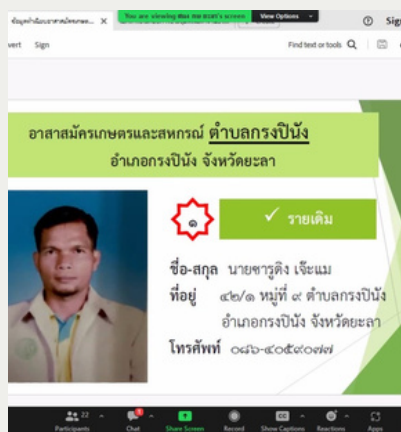 You are viewing
screen
View Options
Sign
vert Sign
Find text or tools
อาสาสมัครเกษตรและสหกรณ์ ตำบลกรงปินัง
อำเภอกรงปินัง จังหวัดยะลา
๑
✓ รายเดิม
ชื่อ-สกุล นายซารูดิง เจ๊ะแม
ที่อยู่ ๔๒/๑ หมู่ที่ ๙ ตำบลกรงปินัง
อำเภอกรงปินัง จังหวัดยะลา
โทรศัพท์ ๐๘๖-๔๐๕๙๐๗๗
22
Participants Chat Share Screen Record Show Captions Reactions Apps